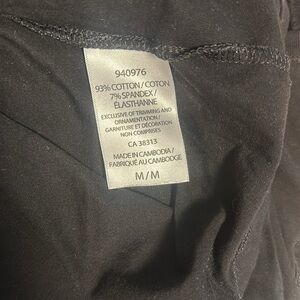 940976
93% COTTON / COTON
7% SPANDEX /
ÉLASTHANNE
EXCLUSIVE OF TRIMMING AND
ORNAMENTATION /
GARNITURE ET DÉCORATION
NON COMPRISES
CA 38313
MADE IN CAMBODIA /
FABRIQUÉ AU CAMBODGE
M / M